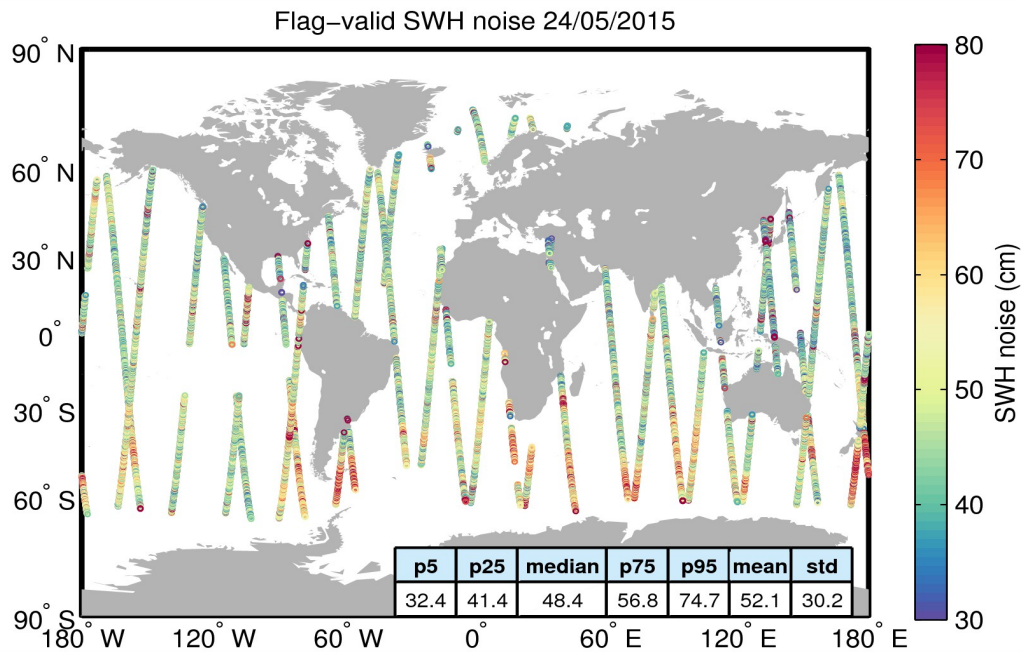 Flag−valid SWH noise 24/05/2015
90° N
60° N
30° N
0°
30° S
60° S
90° S
180° W
120° W
60° W
0°
60° E
120° E
180° E
p5 p25 median p75 p95 mean std
32.4 41.4 48.4 56.8 74.7 52.1 30.2
80
70
60
50
40
30
SWH noise (cm)